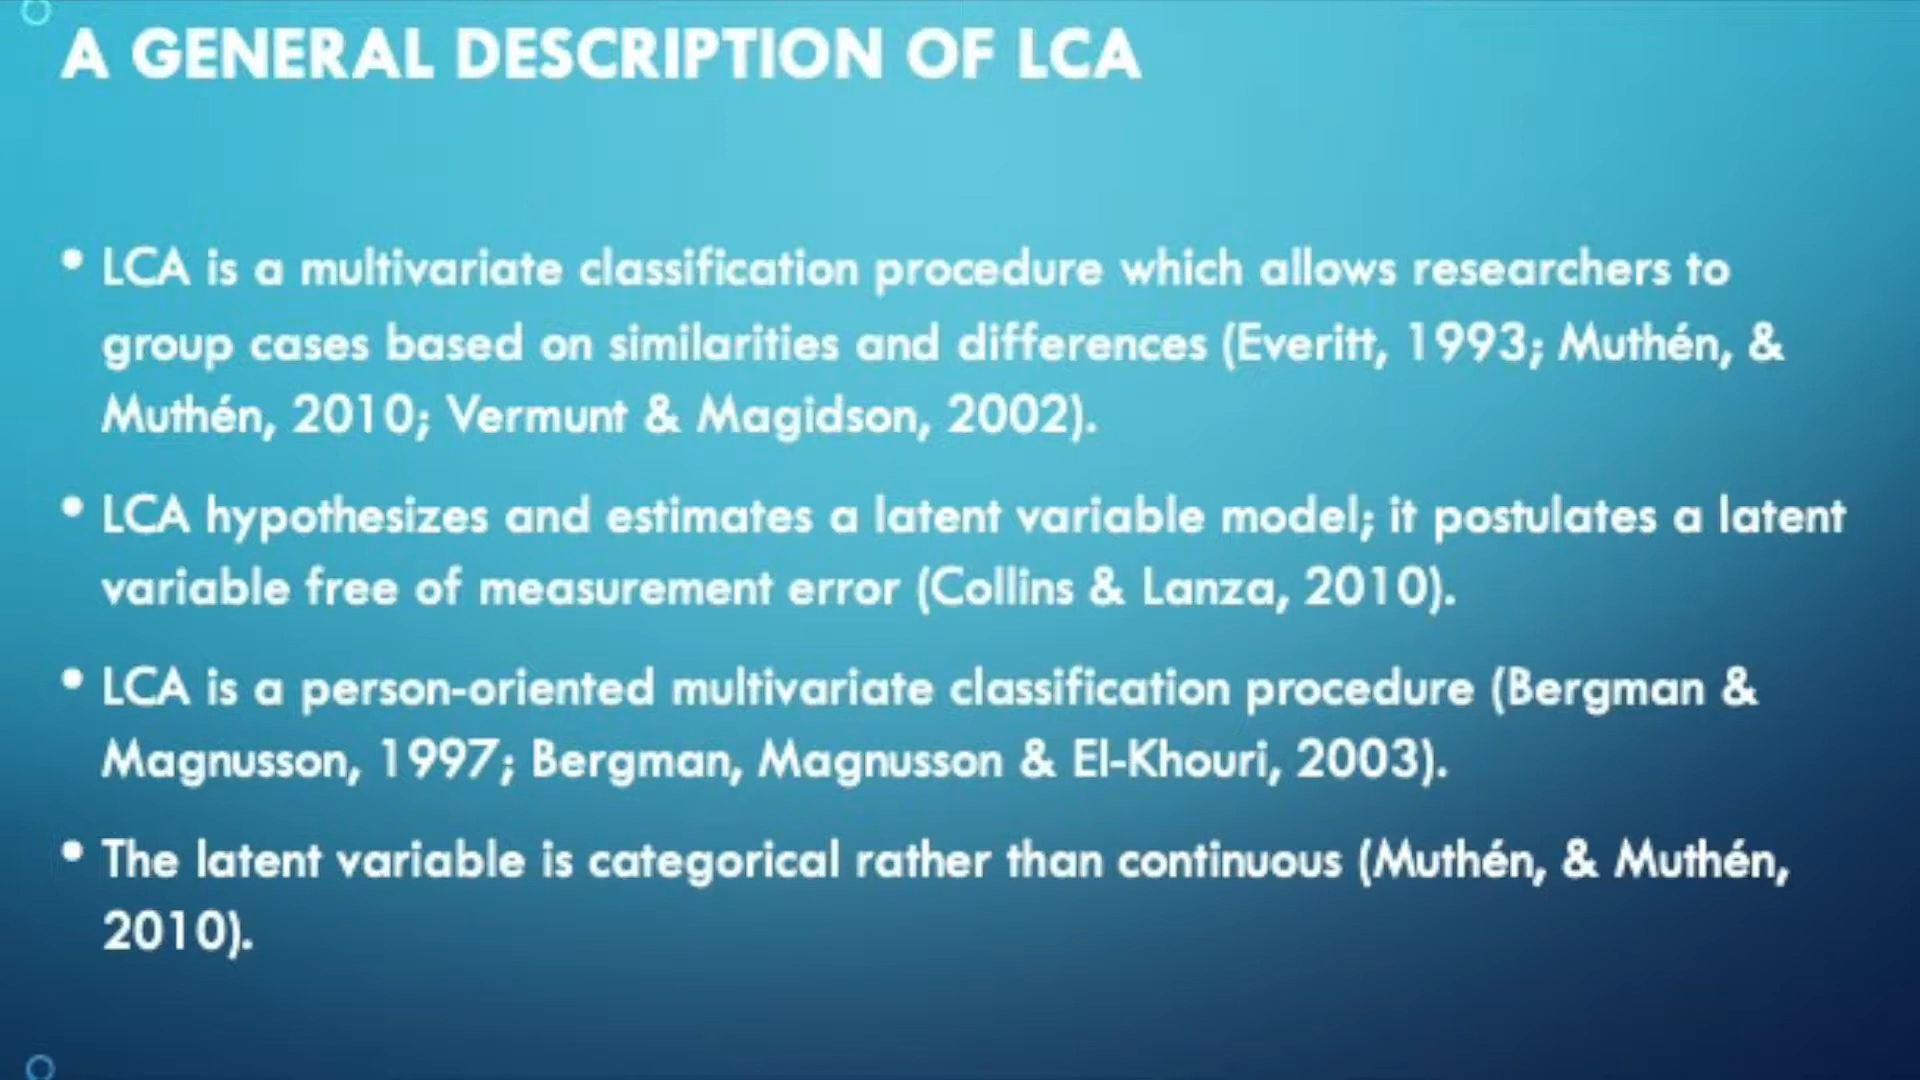 A GENERAL DESCRIPTION OF LCA
• LCA is a multivariate classification procedure which allows researchers to
group cases based on similarities and differences (Everitt, 1993; Muthén, &
Muthén, 2010; Vermunt & Magidson, 2002).
• LCA hypothesizes and estimates a latent variable model; it postulates a latent
variable free of measurement error (Collins & Lanza, 2010).
• LCA is a person-oriented multivariate classification procedure (Bergman &
Magnusson, 1997; Bergman, Magnusson & El-Khouri, 2003).
• The latent variable is categorical rather than continuous (Muthén, & Muthén,
2010).